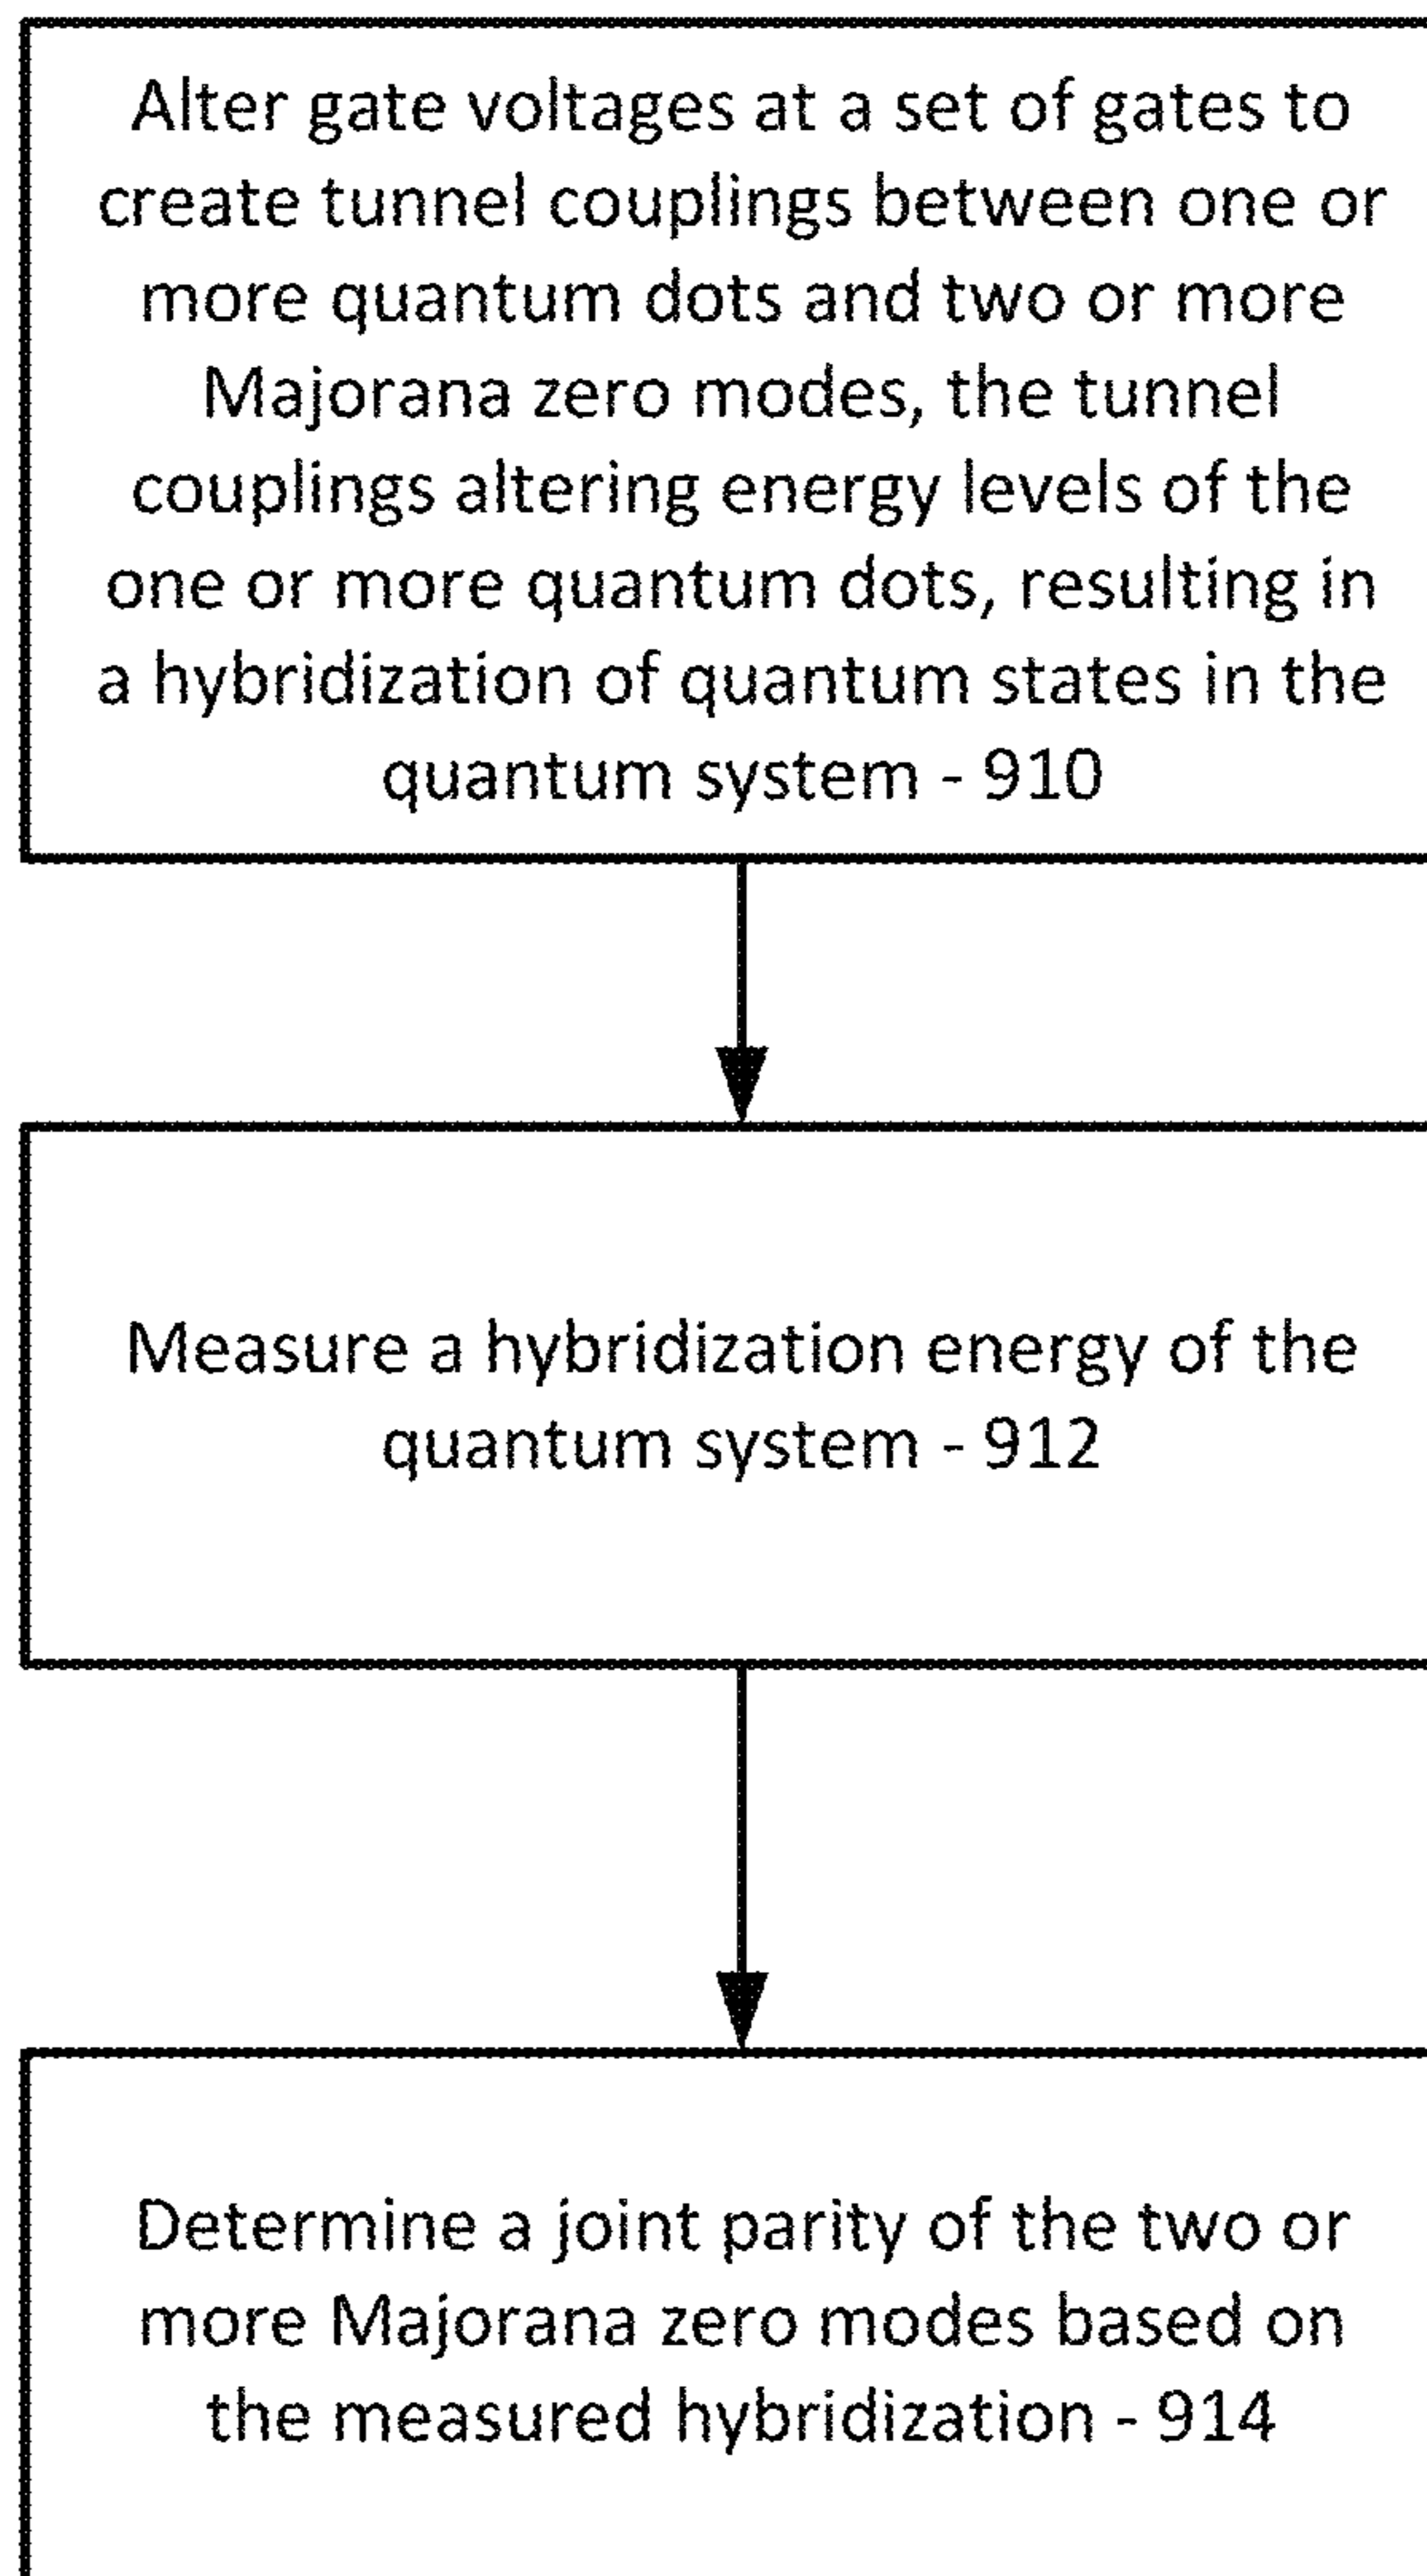 Alter gate voltages at a set of gates to
create tunnel couplings between one or
more quantum dots and two or more
Majorana zero modes, the tunnel
couplings altering energy levels of the
one or more quantum dots, resulting in
a hybridization of quantum states in the
quantum system - 910
Measure a hybridization energy of the
quantum system - 912
Determine a joint parity of the two or
more Majorana zero modes based on
the measured hybridization - 914